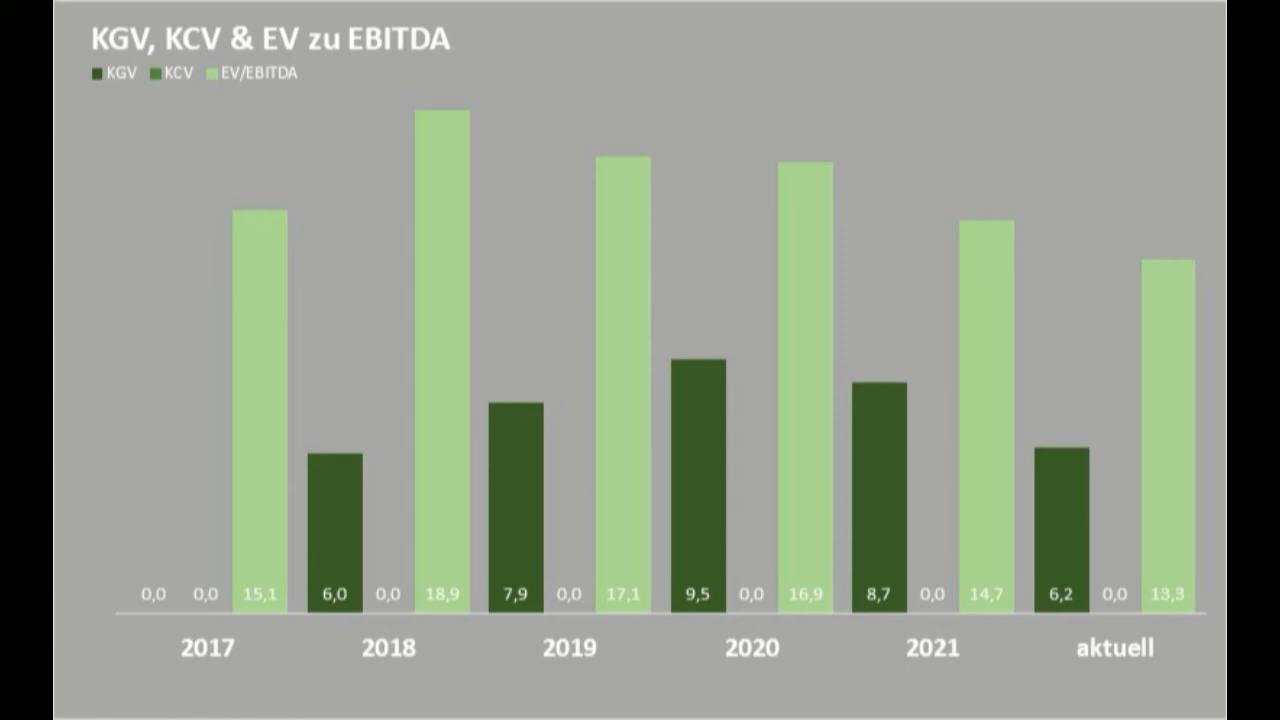 KGV, KCV & EV zu EBITDA
KGV KCV EV/EBITDA
0,0 0,0 15,1 6,0 0,0 18,9 7,9 0,0 17,1 9,5 0,0 16,9 8,7 0,0 14,7 6,2 0,0 13,3
2017 2018 2019 2020 2021 aktuell